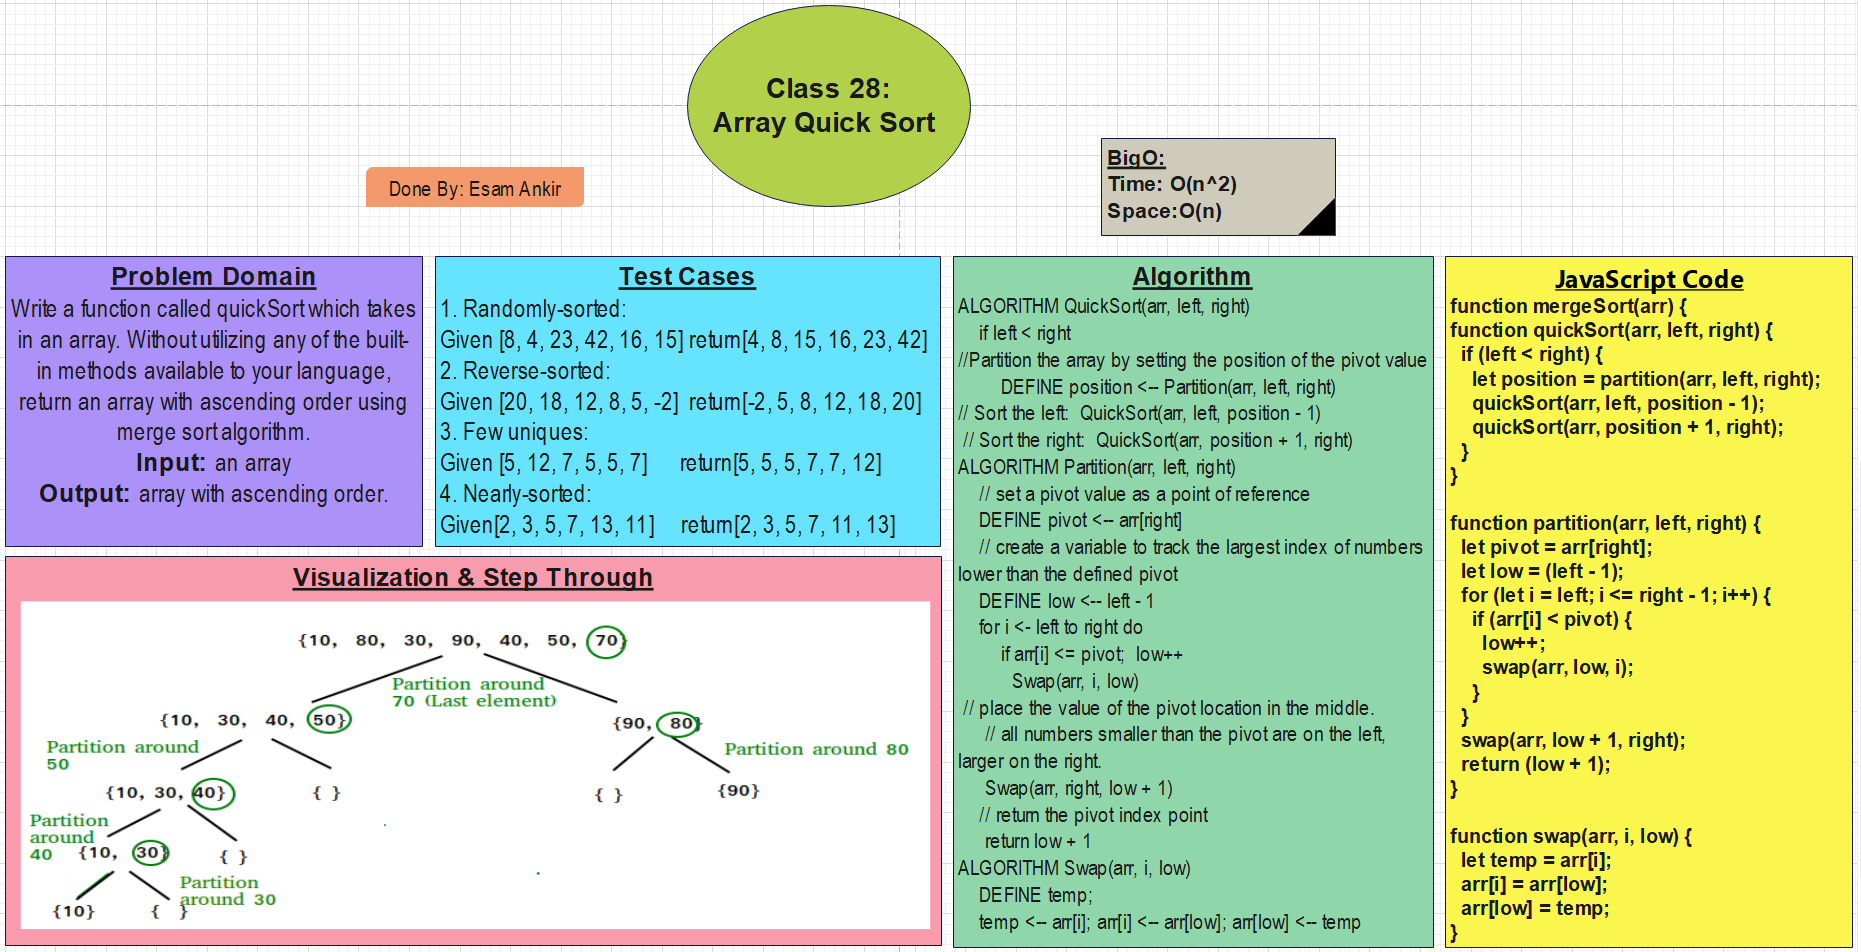 Class 28:
Array Quick Sort
Done By: Esam Ankir
BigO:
Time: O(n^2)
Space:O(n)
Problem Domain
Write a function called quickSort which takes
in an array. Without utilizing any of the built-
in methods available to your language,
return an array with ascending order using
merge sort algorithm.
Input: an array
Output: array with ascending order.
Test Cases
1. Randomly-sorted:
Given [8, 4, 23, 42, 16, 15] return[4, 8, 15, 16, 23, 42]
2. Reverse-sorted:
Given [20, 18, 12, 8, 5, -2] return[-2, 5, 8, 12, 18, 20]
3. Few uniques:
Given [5, 12, 7, 5, 5, 7] return[5, 5, 5, 7, 7, 12]
4. Nearly-sorted:
Given[2, 3, 5, 7, 13, 11] return[2, 3, 5, 7, 11, 13]
Visualization & Step Through
{10, 80, 30, 90, 40, 50, 70}
Partition around
70 (Last element)
{10, 30, 40, 50}
{90, 80}
Partition around
50
Partition around 80
{10, 30, 40}
{ }
{ }
{90}
Partition
around
40
{10, 30}
{ }
Partition
around 30
{10}
{ }
Algorithm
ALGORITHM QuickSort(arr, left, right)
if left < right
//Partition the array by setting the position of the pivot value
DEFINE position <-- Partition(arr, left, right)
// Sort the left: QuickSort(arr, left, position - 1)
// Sort the right: QuickSort(arr, position + 1, right)
ALGORITHM Partition(arr, left, right)
// set a pivot value as a point of reference
DEFINE pivot <-- arr[right]
// create a variable to track the largest index of numbers
lower than the defined pivot
DEFINE low <-- left - 1
for i <- left to right do
if arr[i] <= pivot; low++
Swap(arr, i, low)
// place the value of the pivot location in the middle.
// all numbers smaller than the pivot are on the left,
larger on the right.
Swap(arr, right, low + 1)
// return the pivot index point
return low + 1
ALGORITHM Swap(arr, i, low)
DEFINE temp;
temp <-- arr[i]; arr[i] <-- arr[low]; arr[low] <-- temp
JavaScript Code
function mergeSort(arr) {
function quickSort(arr, left, right) {
if (left < right) {
let position = partition(arr, left, right);
quickSort(arr, left, position - 1);
quickSort(arr, position + 1, right);
}
}
function partition(arr, left, right) {
let pivot = arr[right];
let low = (left - 1);
for (let i = left; i <= right - 1; i++) {
if (arr[i] < pivot) {
low++;
swap(arr, low, i);
}
}
swap(arr, low + 1, right);
return (low + 1);
}
function swap(arr, i, low) {
let temp = arr[i];
arr[i] = arr[low];
arr[low] = temp;
}